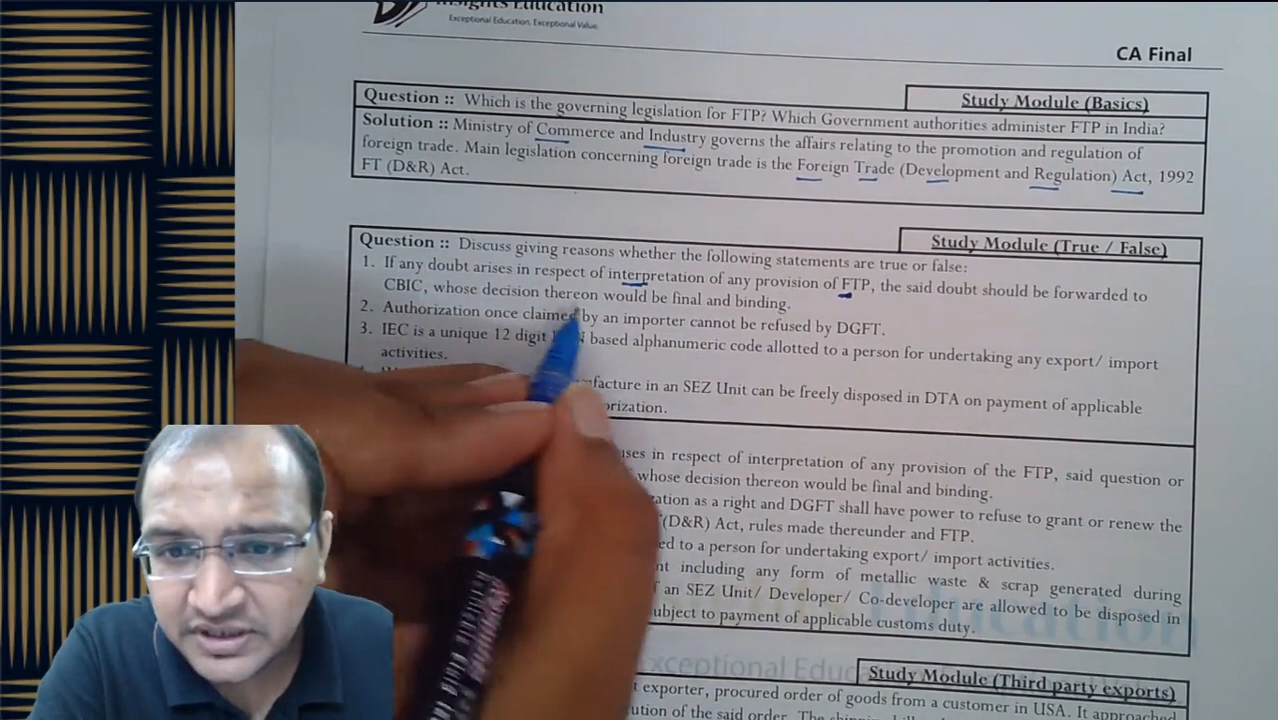 Insights Education
Exceptional Education. Exceptional Value.
CA Final
Study Module (Basics)
Question :: Which is the governing legislation for FTP? Which Government authorities administer FTP in India?
Solution :: Ministry of Commerce and Industry governs the affairs relating to the promotion and regulation of
foreign trade. Main legislation concerning foreign trade is the Foreign Trade (Development and Regulation) Act, 1992
FT (D&R) Act.
Study Module (True / False)
Question :: Discuss giving reasons whether the following statements are true or false:
1. If any doubt arises in respect of interpretation of any provision of FTP, the said doubt should be forwarded to
CBIC, whose decision thereon would be final and binding.
2. Authorization once claimed by an importer cannot be refused by DGFT.
3. IEC is a unique 12 digit based alphanumeric code allotted to a person for undertaking any export/ import
activities.
in an SEZ Unit can be freely disposed in DTA on payment of applicable
in respect of interpretation of any provision of the FTP, said question or
whose decision thereon would be final and binding.
as a right and DGFT shall have power to refuse to grant or renew the
(D&R) Act, rules made thereunder and FTP.
to a person for undertaking export/ import activities.
including any form of metallic waste & scrap generated during
an SEZ Unit/ Developer/ Co-developer are allowed to be disposed in
subject to payment of applicable customs duty.
Study Module (Third party exports)
exporter, procured order of goods from a customer in USA. It approached
of the said order. The